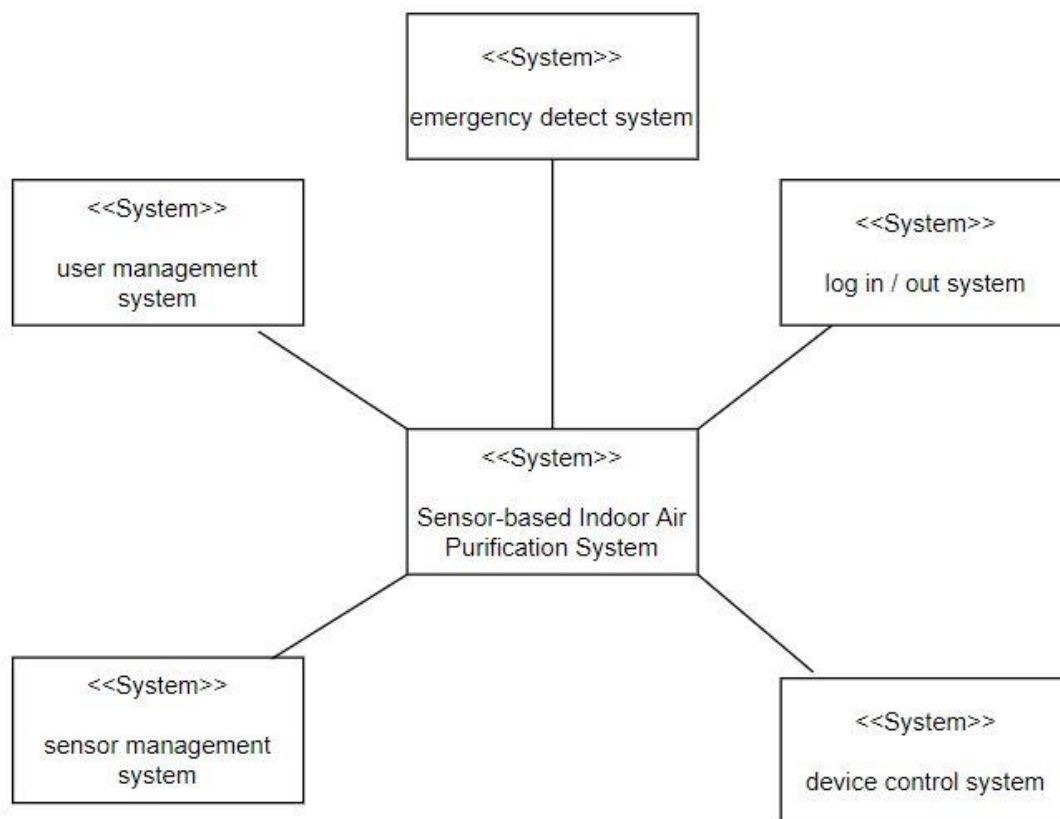 <<System>>
emergency detect system
<<System>>
user management
system
<<System>>
log in / out system
<<System>>
Sensor-based Indoor Air
Purification System
<<System>>
sensor management
system
<<System>>
device control system